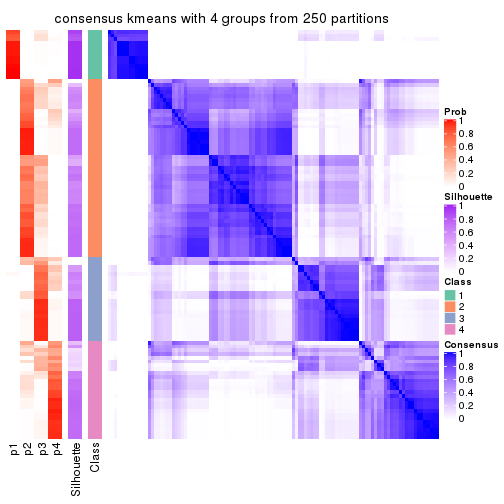 consensus kmeans with 4 groups from 250 partitions
Prob
1
0.8
0.6
0.4
0.2
0
Silhouette
1
0.8
0.6
0.4
0.2
0
Class
1
2
3
4
Consensus
1
0.8
0.6
0.4
0.2
0
p1
p2
p3
p4
Silhouette
Class